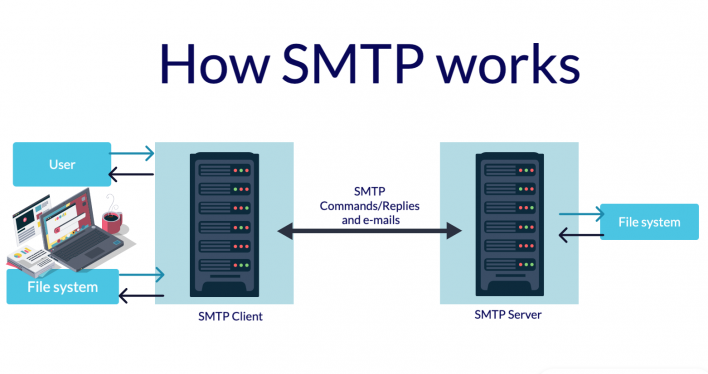 How SMTP works
User
File system
SMTP Client
SMTP
Commands/Replies
and e-mails
SMTP Server
File system